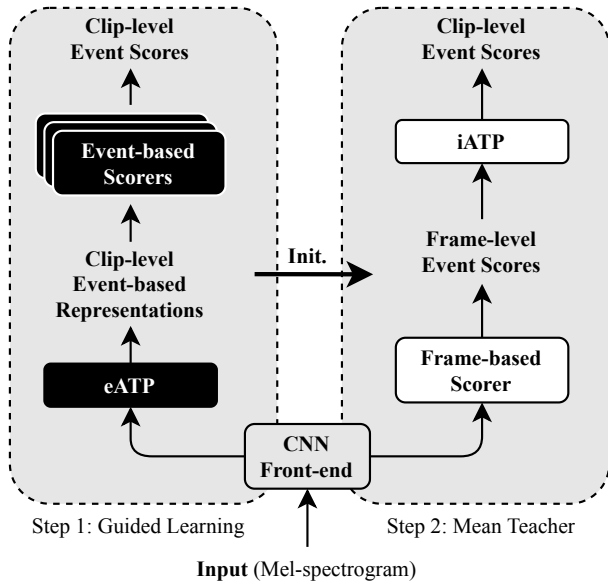 Clip-level
Event Scores
Event-based
Scorers
Clip-level
Event-based
Representations
eATP
Step 1: Guided Learning
Init.
Clip-level
Event Scores
iATP
Frame-level
Event Scores
Frame-based
Scorer
Step 2: Mean Teacher
CNN
Front-end
Input (Mel-spectrogram)